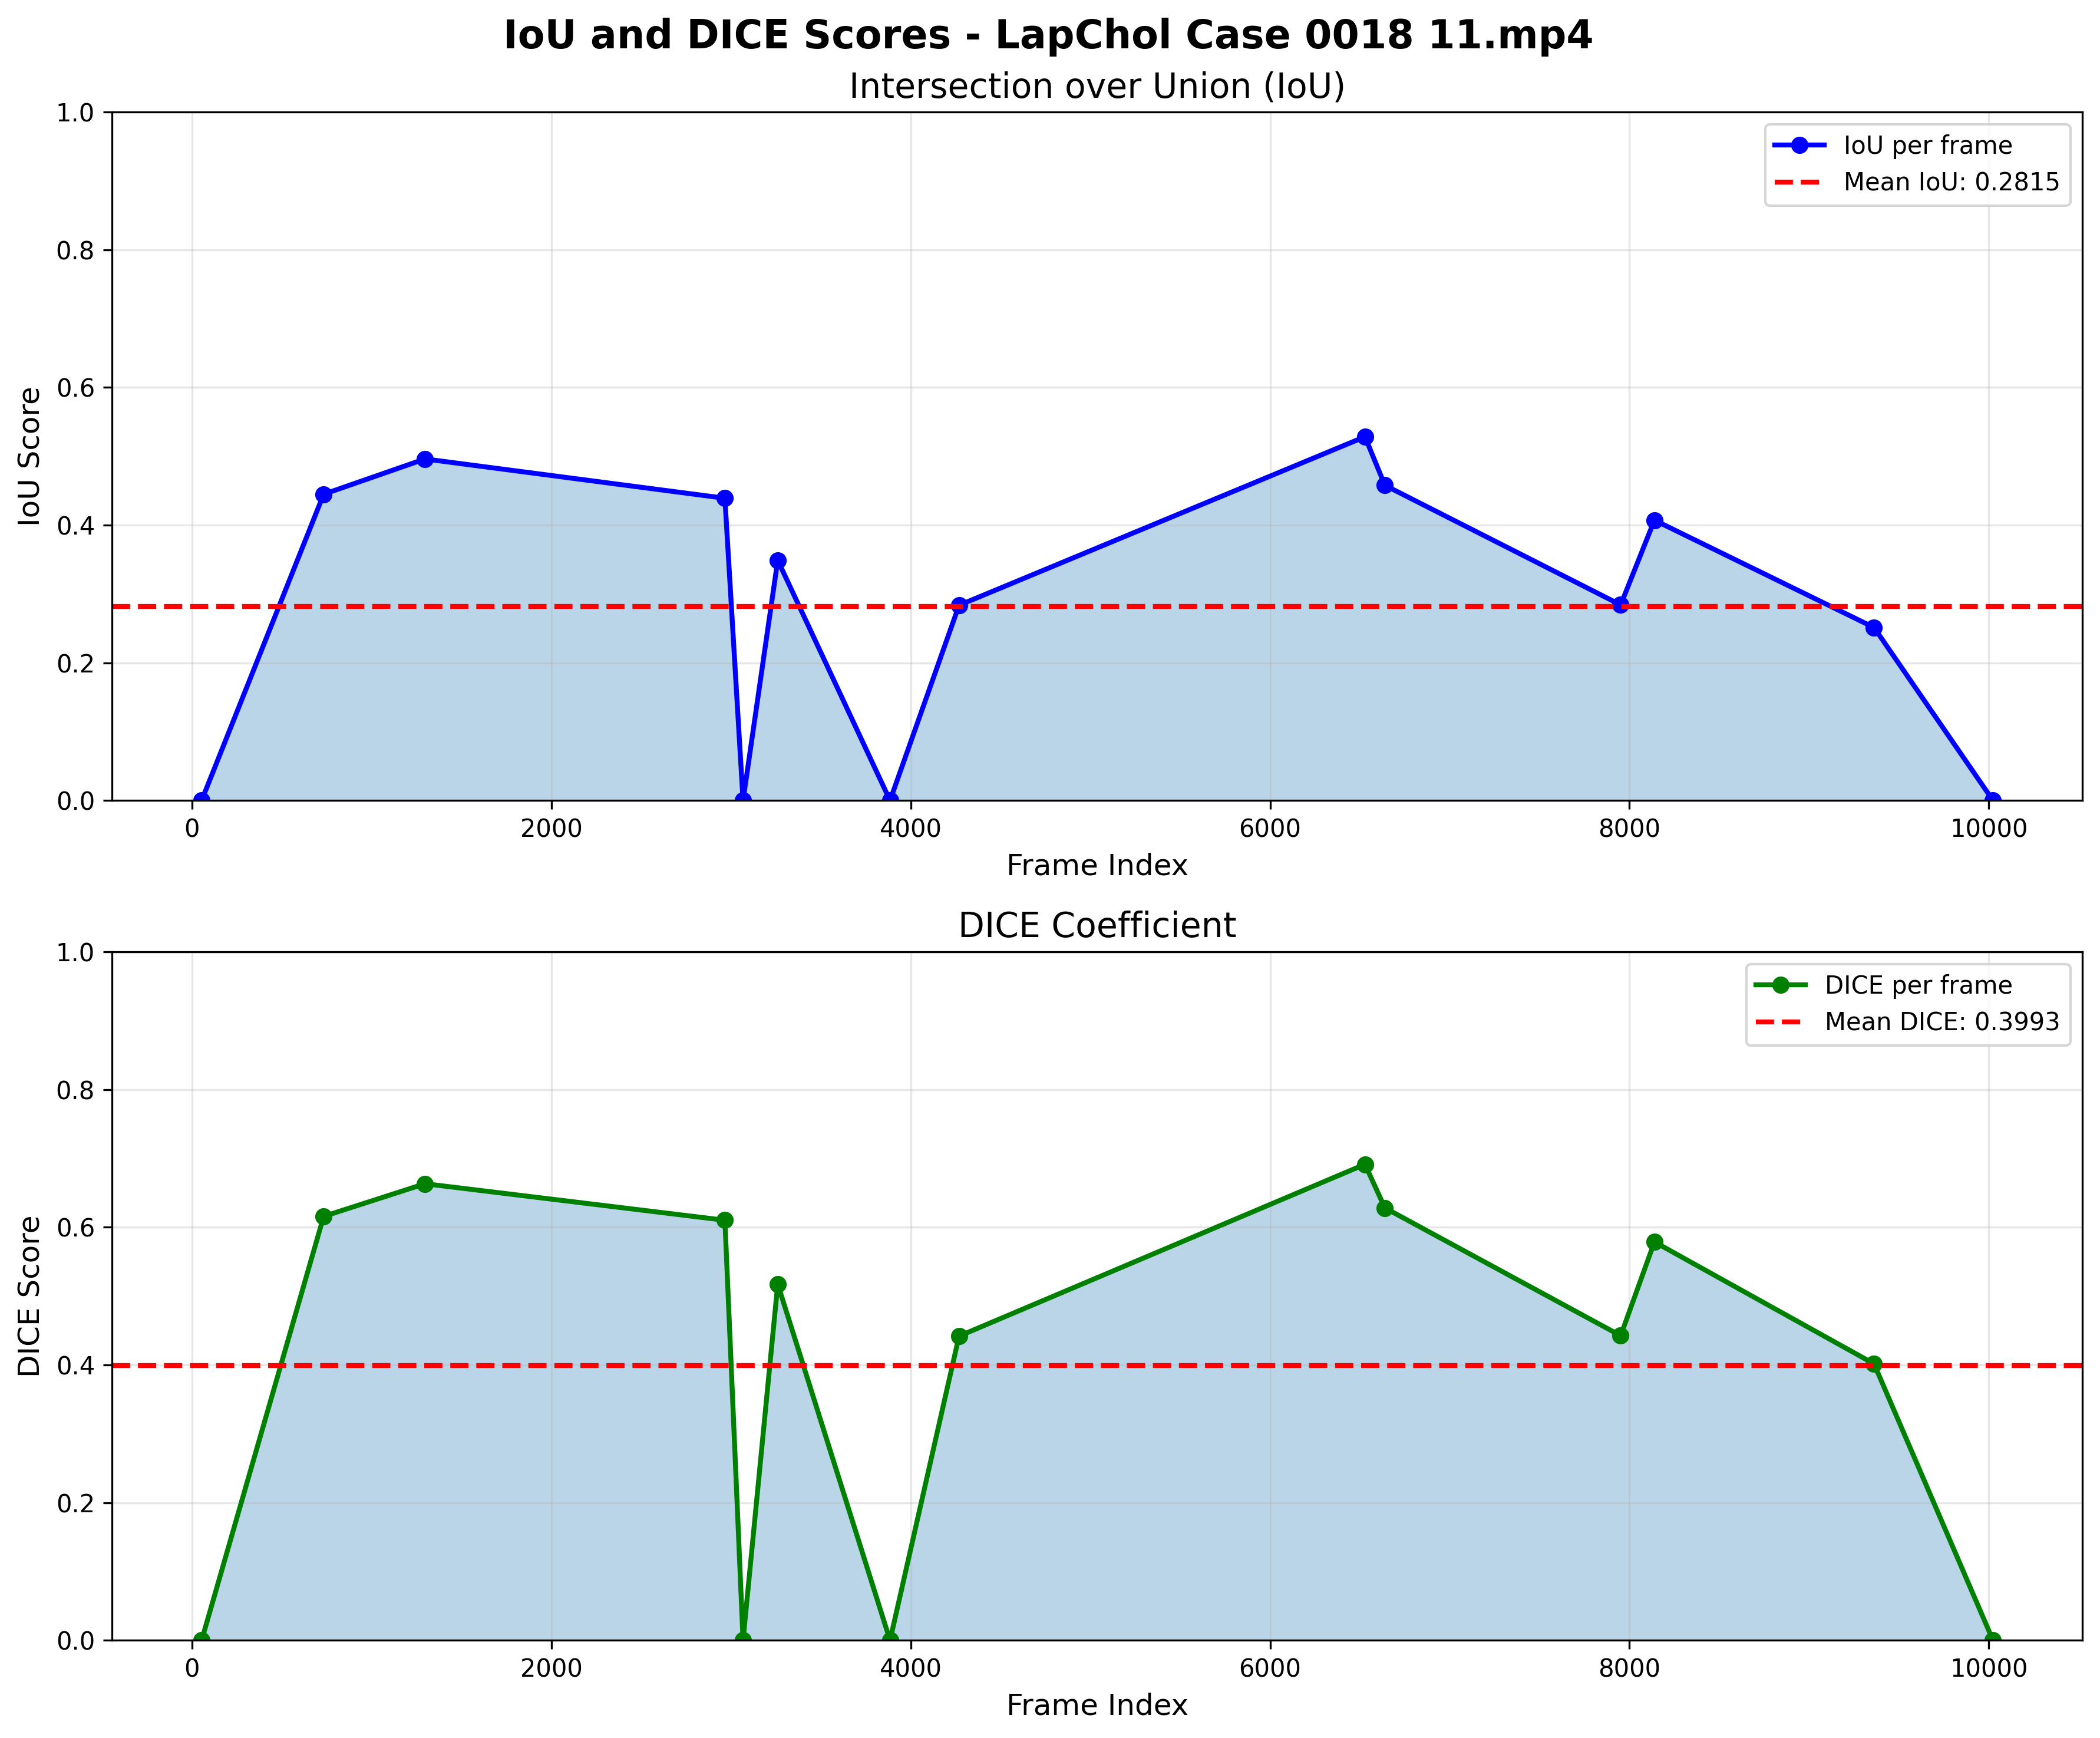 IoU and DICE Scores - LapChol Case 0018 11.mp4
Intersection over Union (IoU)
1.0
0.8
0.6
0.4
0.2
0.0
IoU Score
IoU per frame
Mean IoU: 0.2815
0 2000 4000 6000 8000 10000
Frame Index
DICE Coefficient
1.0
0.8
0.6
0.4
0.2
0.0
DICE Score
DICE per frame
Mean DICE: 0.3993
0 2000 4000 6000 8000 10000
Frame Index